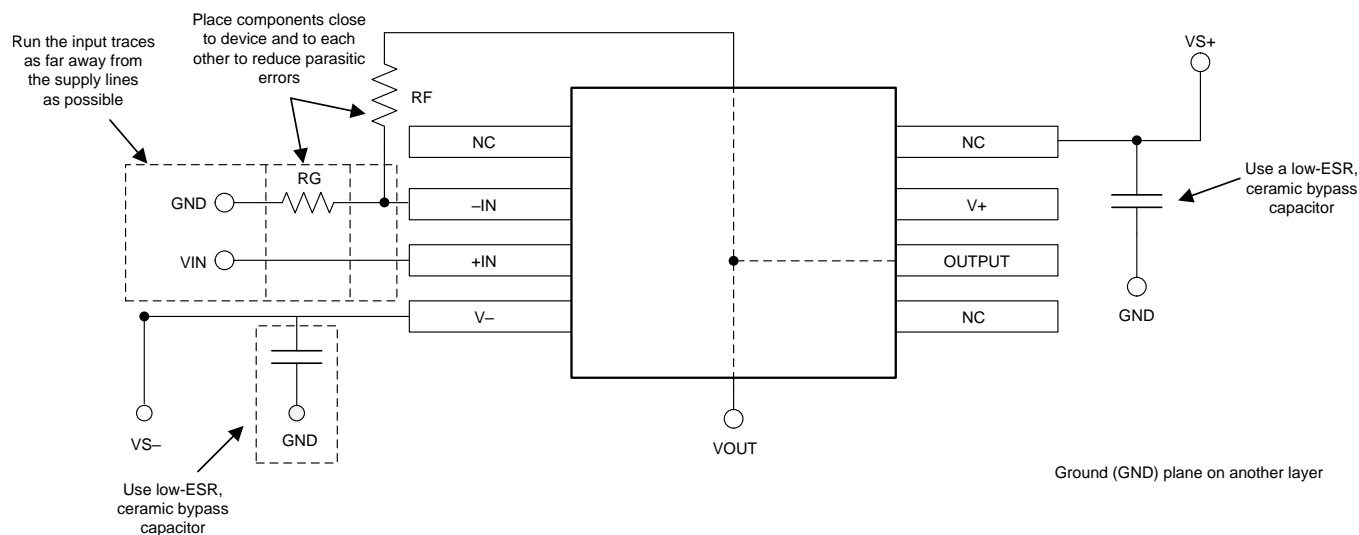 Place components close
to device and to each
other to reduce parasitic
errors
Run the input traces
as far away from
the supply lines
as possible
VS+
RF
NC
NC
Use a low-ESR,
ceramic bypass
capacitor
RG
GND
–IN
V+
VIN
+IN
OUTPUT
V–
NC
GND
VS–
GND
VOUT
Ground (GND) plane on another layer
Use low-ESR,
ceramic bypass
capacitor